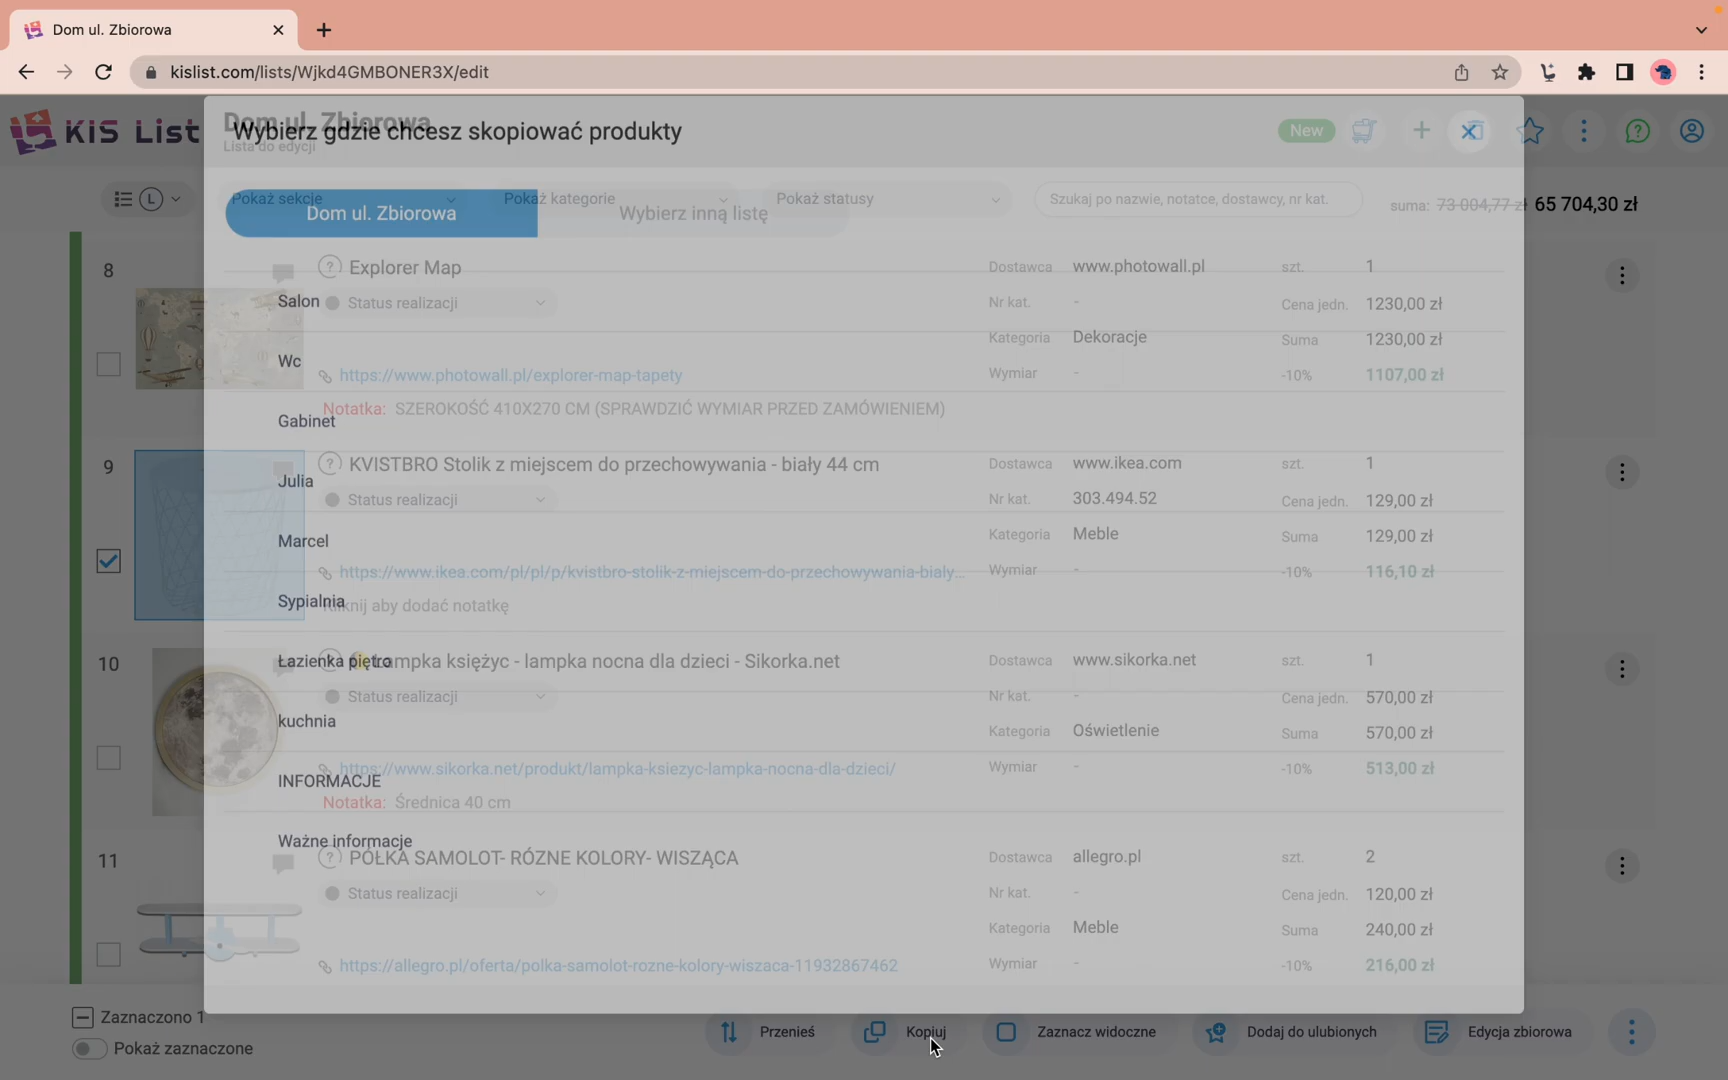 Dom ul. Zbiorowa
kislist.com/lists/Wjkd4GMBONER3X/edit
KIS List
Dom ul. Zbiorowa
Lista do edycji
Wybierz gdzie chcesz skopiować produkty
New
L
Pokaż sekcje
Pokaż kategorie
Pokaż statusy
Szukaj po nazwie, notatce, dostawcy, nr kat.
suma: 73 004,77 zł 65 704,30 zł
Dom ul. Zbiorowa
Wybierz inną listę
8
Explorer Map
Dostawca www.photowall.pl szt. 1
Salon
Status realizacji
Nr kat. - Cena jedn. 1230,00 zł
Kategoria Dekoracje Suma 1230,00 zł
Wc
https://www.photowall.pl/explorer-map-tapety
Wymiar - -10% 1107,00 zł
Notatka: SZEROKOŚĆ 410X270 CM (SPRAWDZIĆ WYMIAR PRZED ZAMÓWIENIEM)
Gabinet
9
KVISTBRO Stolik z miejscem do przechowywania - biały 44 cm
Dostawca www.ikea.com szt. 1
Julia
Status realizacji
Nr kat. 303.494.52 Cena jedn. 129,00 zł
Kategoria Meble Suma 129,00 zł
Marcel
https://www.ikea.com/pl/pl/p/kvistbro-stolik-z-miejscem-do-przechowywania-bialy...
Wymiar - -10% 116,10 zł
Sypialnia
Kliknij aby dodać notatkę
10
Łazienka piętro
Lampka księżyc - lampka nocna dla dzieci - Sikorka.net
Dostawca www.sikorka.net szt. 1
Status realizacji
Nr kat. - Cena jedn. 570,00 zł
kuchnia
Kategoria Oświetlenie Suma 570,00 zł
https://www.sikorka.net/produkt/lampka-ksiezyc-lampka-nocna-dla-dzieci/
Wymiar - -10% 513,00 zł
INFORMACJE
Notatka: Średnica 40 cm
Ważne informacje
11
PÓŁKA SAMOLOT- RÓZNE KOLORY- WISZĄCA
Dostawca allegro.pl szt. 2
Status realizacji
Nr kat. - Cena jedn. 120,00 zł
Kategoria Meble Suma 240,00 zł
https://allegro.pl/oferta/polka-samolot-rozne-kolory-wiszaca-11932867462
Wymiar - -10% 216,00 zł
Zaznaczono 1
Pokaż zaznaczone
Przenieś
Kopiuj
Zaznacz widoczne
Dodaj do ulubionych
Edycja zbiorowa